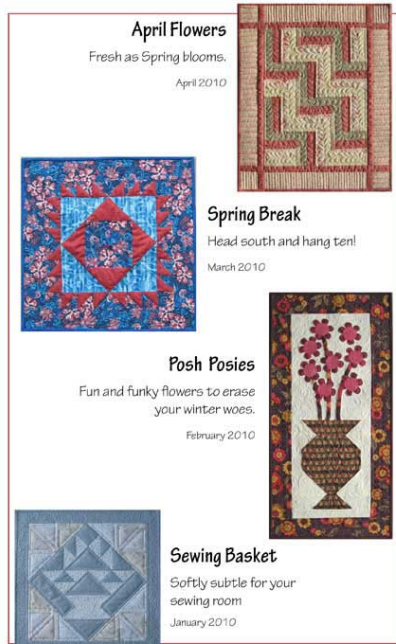 April Flowers
Fresh as Spring blooms.
April 2010
Spring Break
Head south and hang ten!
March 2010
Posh Posies
Fun and funky flowers to erase
your winter woes.
February 2010
Sewing Basket
Softly subtle for your
sewing room
January 2010